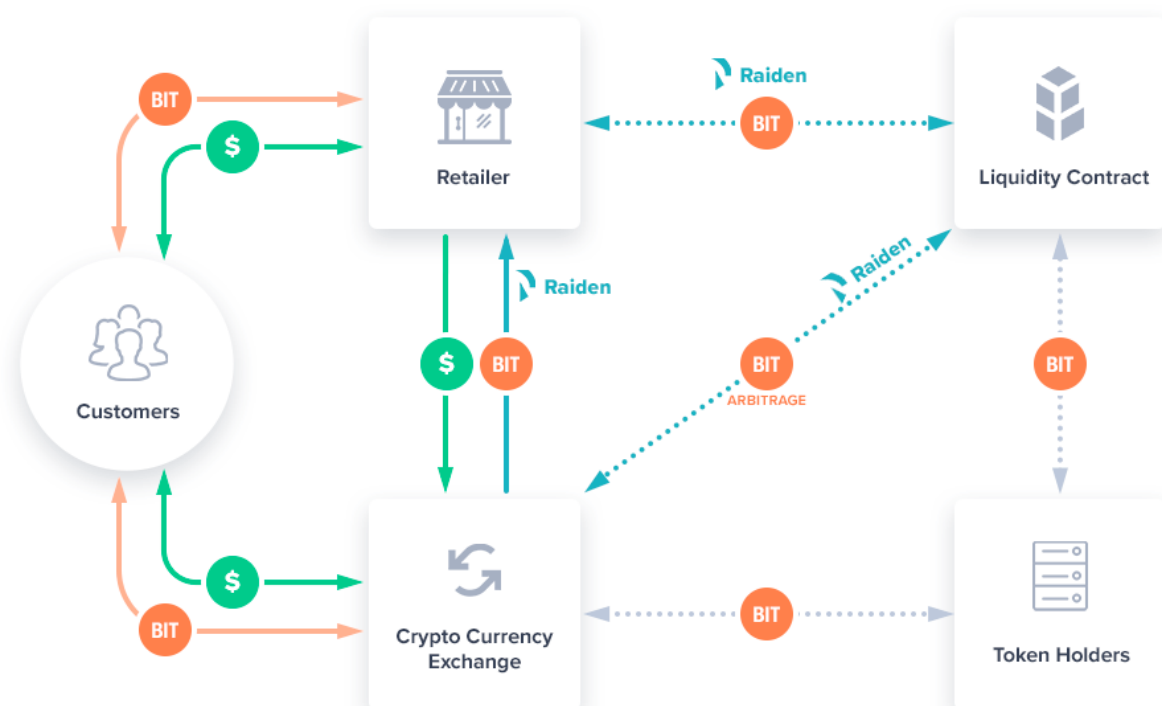 Raiden
BIT
$
BIT
Retailer
Liquidity Contract
Raiden
Raiden
$
BIT
BIT
ARBITRAGE
BIT
Customers
$
BIT
BIT
Crypto Currency
Exchange
Token Holders